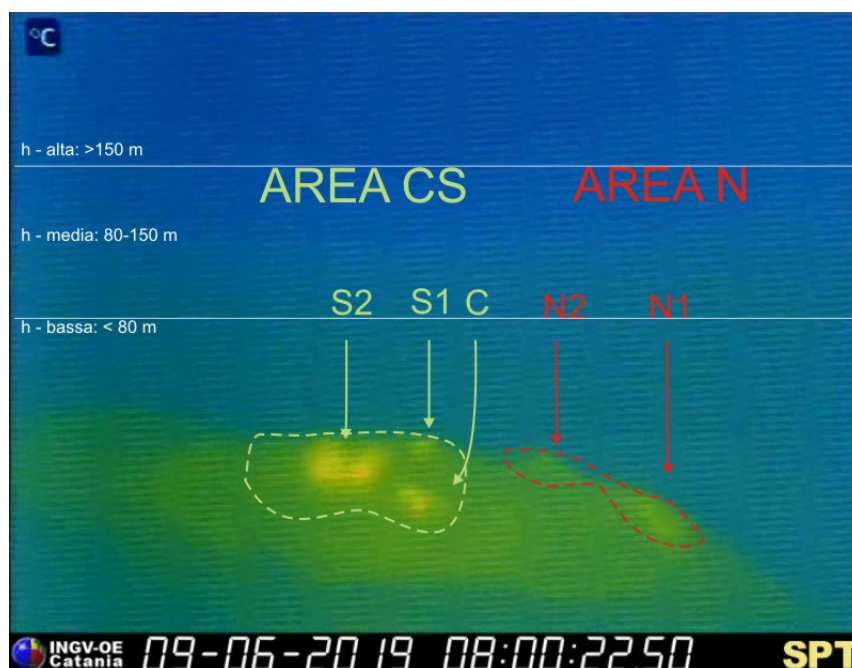 °C
h - alta: >150 m
AREA CS AREA N
h - media: 80-150 m
S2 S1 C N2 N1
h - bassa: < 80 m
INGV-OE
Catania
09-06-2019 08:00:22.50 SPT